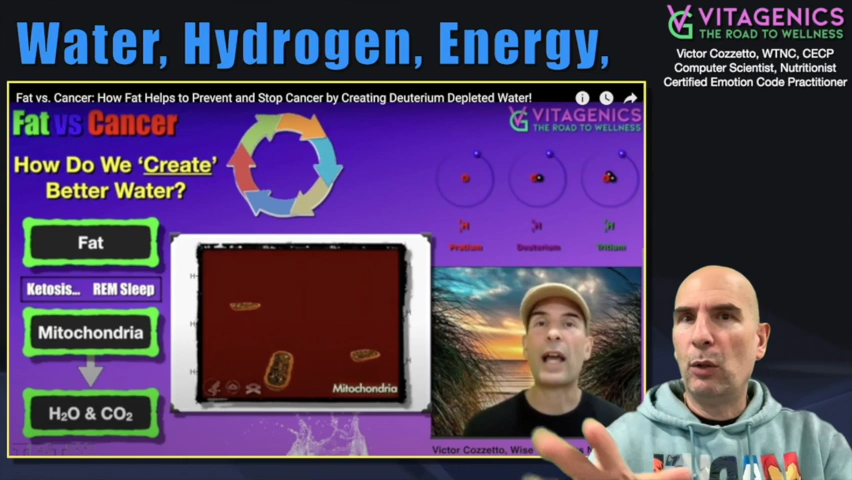 Water, Hydrogen, Energy,
VITAGENICS
THE ROAD TO WELLNESS
Victor Cozzetto, WTNC, CECP
Computer Scientist, Nutritionist
Certified Emotion Code Practitioner
Fat vs. Cancer: How Fat Helps to Prevent and Stop Cancer by Creating Deuterium Depleted Water!
Fat vs Cancer
VITAGENICS
THE ROAD TO WELLNESS
How Do We ‘Create’
Better Water?
Fat
Ketosis... REM Sleep
Mitochondria
H₂O & CO₂
Protium
Deuterium
Tritium
Mitochondria
Victor Cozzetto, Wise